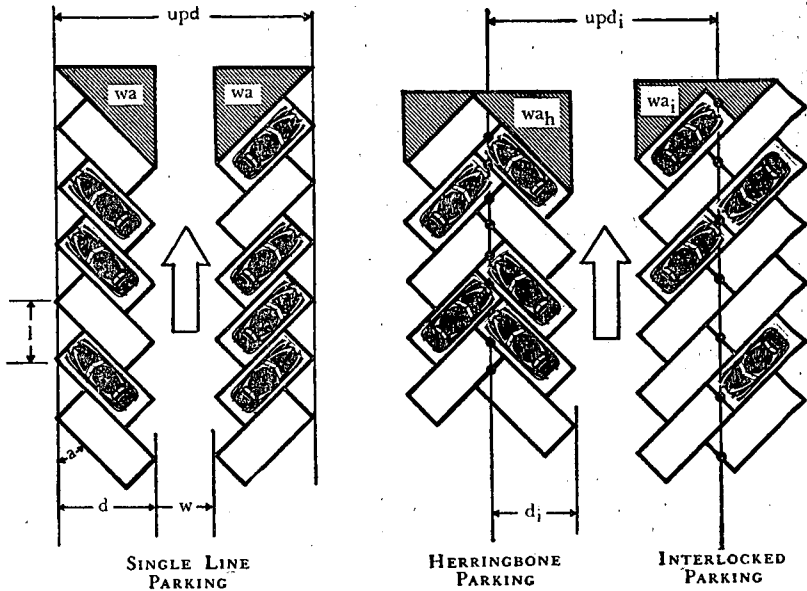 upd
upd i
wa
wa
wa h
wa i
l
a
d
w
d i
SINGLE LINE
PARKING
HERRINGBONE
PARKING
INTERLOCKED
PARKING